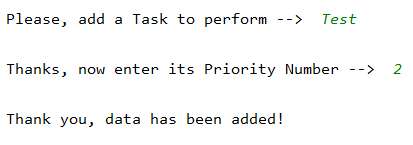 Please, add a Task to perform --> Test
Thanks, now enter its Priority Number --> 2
Thank you, data has been added!